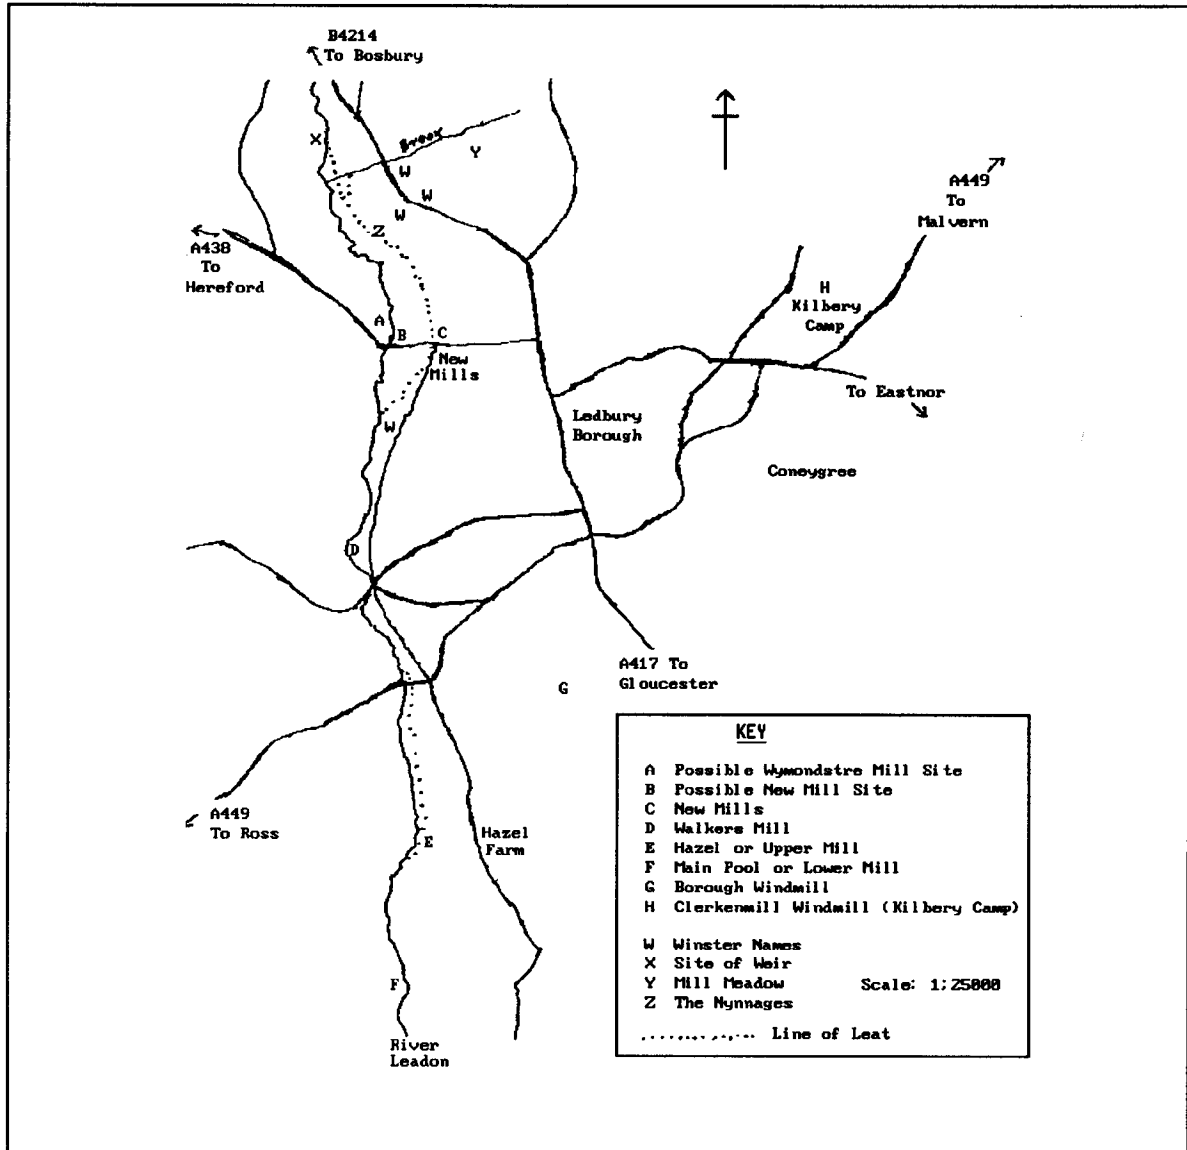 B4214
To Bosbury
X
Brook
Y
W
W
W
Z
A449
To
Malvern
A438
To
Hereford
H
Kilbery
Camp
A
B
C
New
Mills
W
To Eastnor
Ledbury
Borough
Coneygree
D
A417 To
Gloucester
G
A449
To Ross
E
Hazel
Farm
F
River
Leadon
KEY
A Possible Wymondstre Mill Site
B Possible New Mill Site
C New Mills
D Walkers Mill
E Hazel or Upper Mill
F Main Pool or Lower Mill
G Borough Windmill
H Clerkenmill Windmill (Kilbery Camp)
W Winster Names
X Site of Weir
Y Mill Meadow Scale: 1;25000
Z The Nynnages
Line of Leat